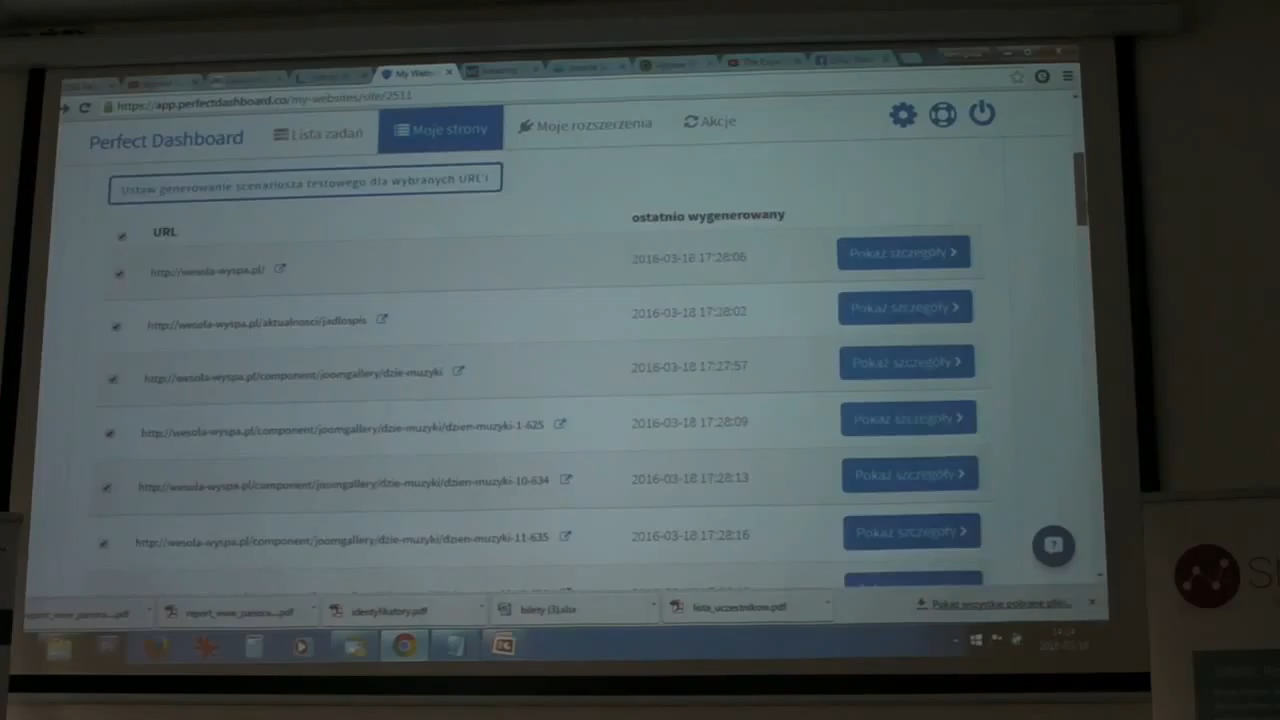 My Webs
https://app.perfectdashboard.co/my-websites/site/2511
Perfect Dashboard
Lista zadań
Moje strony
Moje rozszerzenia
Akcje
Ustaw generowanie scenariusza testowego dla wybranych URL'i
URL
ostatnio wygenerowany
http://wesola-wyspa.pl/
2016-03-18 17:28:06
Pokaż szczegóły
http://wesola-wyspa.pl/aktualnosci/jadlospis
2016-03-18 17:28:02
Pokaż szczegóły
http://wesola-wyspa.pl/component/joomgallery/dzie-muzyki
2016-03-18 17:27:57
Pokaż szczegóły
http://wesola-wyspa.pl/component/joomgallery/dzie-muzyki/dzien-muzyki-1-625
2016-03-18 17:28:09
Pokaż szczegóły
http://wesola-wyspa.pl/component/joomgallery/dzie-muzyki/dzien-muzyki-10-634
2016-03-18 17:28:13
Pokaż szczegóły
http://wesola-wyspa.pl/component/joomgallery/dzie-muzyki/dzien-muzyki-11-635
2016-03-18 17:28:16
Pokaż szczegóły
identyfikatory.pdf
bilety (3).xlsx
lista_uczestnikow.pdf
Pokaż wszystkie pobrane pliki...